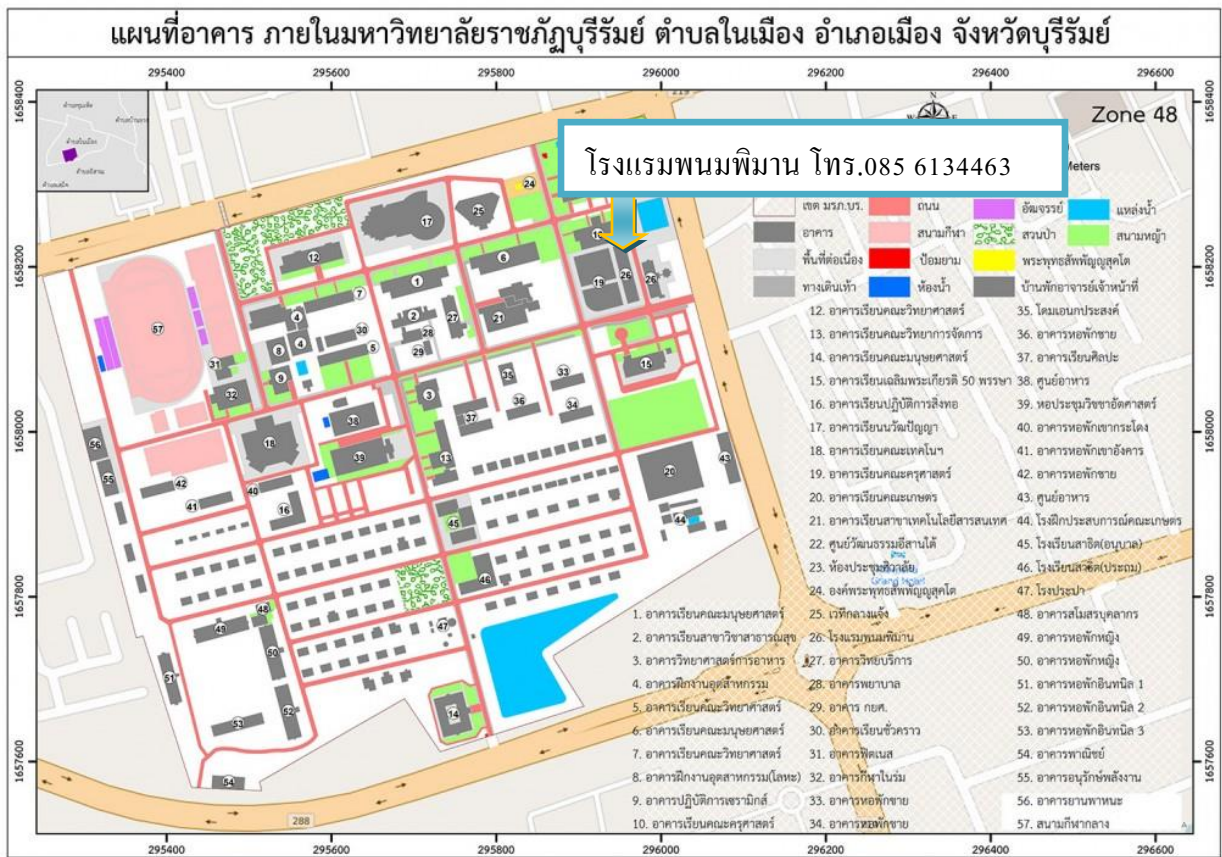 แผนที่อาคาร ภายในมหาวิทยาลัยราชภัฏบุรีรัมย์ ตำบลในเมือง อำเภอเมือง จังหวัดบุรีรัมย์
295400 295600 295800 296000 296200 296400 296600
1658400 1658400
219
Zone 48
N
W E
Meters
โรงแรมพนมพิมาน โทร.085 6134463
เขต มรภ.บร. ถนน อัฒจรรย์ แหล่งน้ำ
อาคาร สนามกีฬา สวนป่า สนามหญ้า
พื้นที่ต่อเนื่อง ป้อมยาม พระพุทธสัพพัญญูสุคโต
ทางเดินเท้า ห้องน้ำ บ้านพักอาจารย์เจ้าหน้าที่
1658200 1658200
1658000 1658000
1657800 1657800
1657600 1657600
1. อาคารเรียนคณะมนุษยศาสตร์
2. อาคารเรียนสาขาวิชาสาธารณสุข
3. อาคารวิทยาศาสตร์การอาหาร
4. อาคารฝึกงานอุตสาหกรรม
5. อาคารเรียนคณะวิทยาศาสตร์
6. อาคารเรียนคณะมนุษยศาสตร์
7. อาคารเรียนคณะวิทยาศาสตร์
8. อาคารฝึกงานอุตสาหกรรม(โลหะ)
9. อาคารปฏิบัติการเซรามิกส์
10. อาคารเรียนคณะครุศาสตร์
12. อาคารเรียนคณะวิทยาศาสตร์
13. อาคารเรียนคณะวิทยาการจัดการ
14. อาคารเรียนคณะมนุษยศาสตร์
15. อาคารเรียนเฉลิมพระเกียรติ 50 พรรษา
16. อาคารเรียนปฏิบัติการสิ่งทอ
17. อาคารเรียนนวัฒปัญญา
18. อาคารเรียนคณะเทคโนฯ
19. อาคารเรียนคณะครุศาสตร์
20. อาคารเรียนคณะเกษตร
21. อาคารเรียนสาขาเทคโนโลยีสารสนเทศ
22. ศูนย์วัฒนธรรมอีสานใต้
23. ห้องประชุมศิวาลัย
24. องค์พระพุทธสัพพัญญูสุคโต
25. เวทีกลางแจ้ง
26. โรงแรมพนมพิมาน
27. อาคารวิทยบริการ
28. อาคารพยาบาล
29. อาคาร กยศ.
30. อาคารเรียนชั่วคราว
31. อาคารฟิตเนส
32. อาคารกีฬาในร่ม
33. อาคารหอพักชาย
34. อาคารหอพักชาย
35. โดมเอนกประสงค์
36. อาคารหอพักชาย
37. อาคารเรียนศิลปะ
38. ศูนย์อาหาร
39. หอประชุมวิชชาอัตศาสตร์
40. อาคารหอพักเขากระโดง
41. อาคารหอพักเขาอังคาร
42. อาคารหอพักชาย
43. ศูนย์อาหาร
44. โรงฝึกประสบการณ์คณะเกษตร
45. โรงเรียนสาธิต(อนุบาล)
46. โรงเรียนสาธิต(ประถม)
47. โรงประปา
48. อาคารสโมสรบุคลากร
49. อาคารหอพักหญิง
50. อาคารหอพักหญิง
51. อาคารหอพักอินทนิล 1
52. อาคารหอพักอินทนิล 2
53. อาคารหอพักอินทนิล 3
54. อาคารพาณิชย์
55. อาคารอนุรักษ์พลังงาน
56. อาคารยานพาหนะ
57. สนามกีฬากลาง
Grand Hotel
288
295400 295600 295800 296000 296200 296400 296600